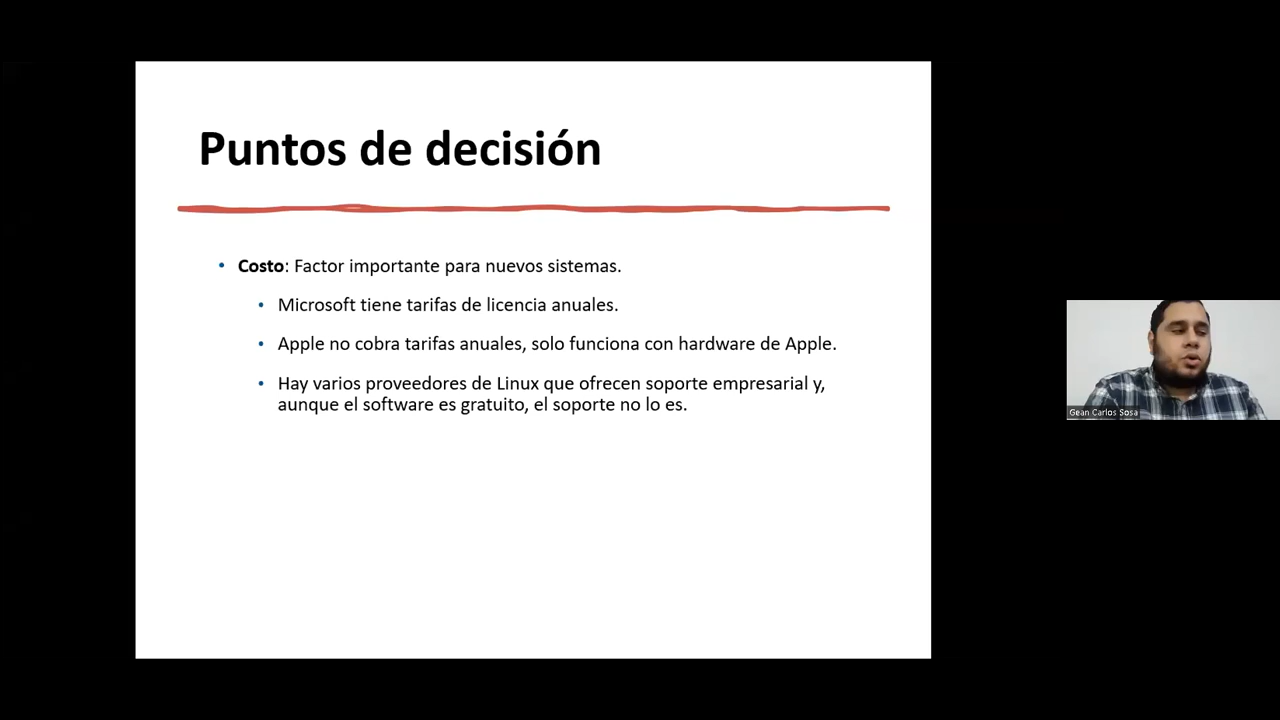 Puntos de decisión
• Costo: Factor importante para nuevos sistemas.
• Microsoft tiene tarifas de licencia anuales.
• Apple no cobra tarifas anuales, solo funciona con hardware de Apple.
• Hay varios proveedores de Linux que ofrecen soporte empresarial y,
aunque el software es gratuito, el soporte no lo es.
Gean Carlos Sosa